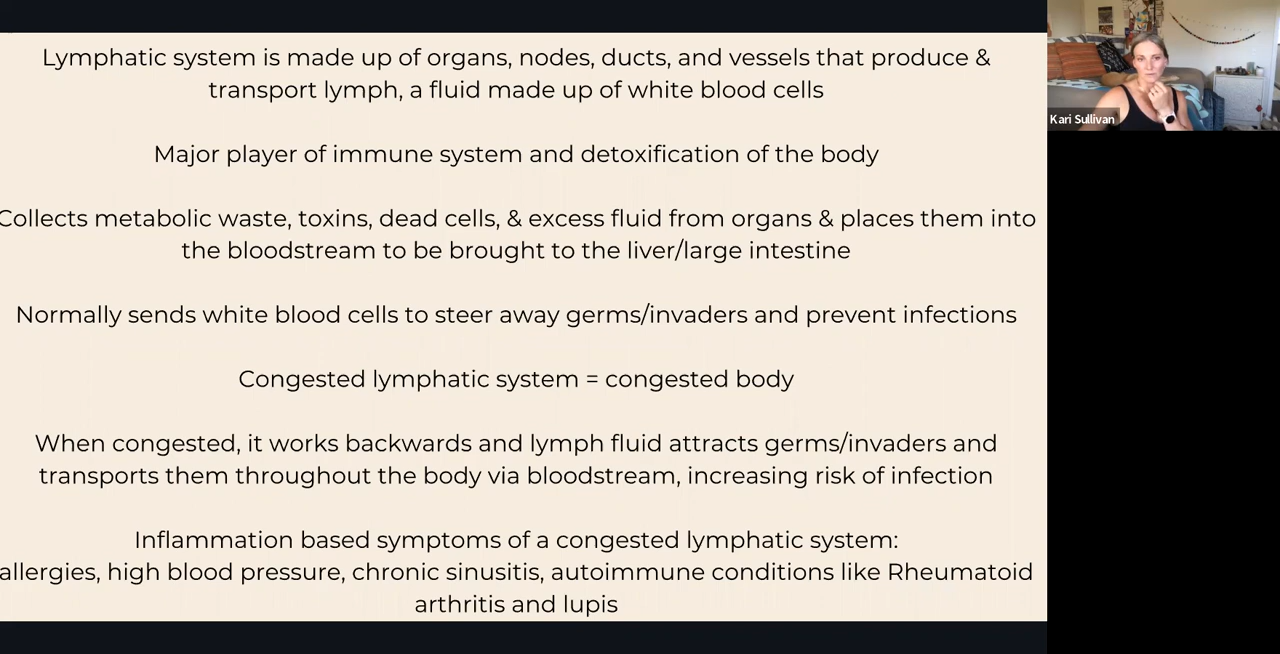 Lymphatic system is made up of organs, nodes, ducts, and vessels that produce &
transport lymph, a fluid made up of white blood cells
Major player of immune system and detoxification of the body
Collects metabolic waste, toxins, dead cells, & excess fluid from organs & places them into
the bloodstream to be brought to the liver/large intestine
Normally sends white blood cells to steer away germs/invaders and prevent infections
Congested lymphatic system = congested body
When congested, it works backwards and lymph fluid attracts germs/invaders and
transports them throughout the body via bloodstream, increasing risk of infection
Inflammation based symptoms of a congested lymphatic system:
allergies, high blood pressure, chronic sinusitis, autoimmune conditions like Rheumatoid
arthritis and lupis
Kari Sullivan